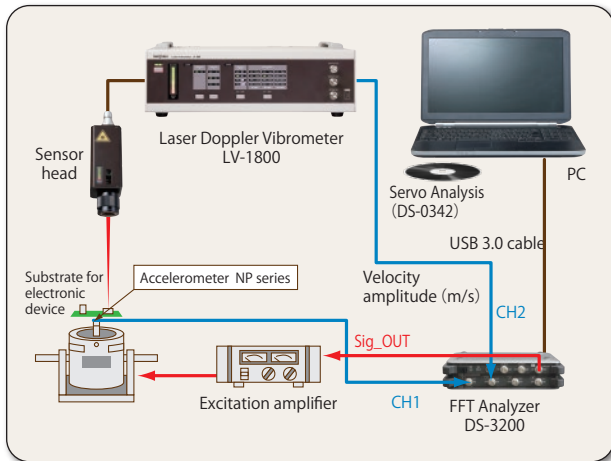 Laser Doppler Vibrometer
LV-1800
Sensor
head
Servo Analysis
(DS-0342)
PC
USB 3.0 cable
Substrate for
electronic
device
Accelerometer NP series
Velocity
amplitude (m/s)
CH2
Sig_OUT
Excitation amplifier
CH1
FFT Analyzer
DS-3200